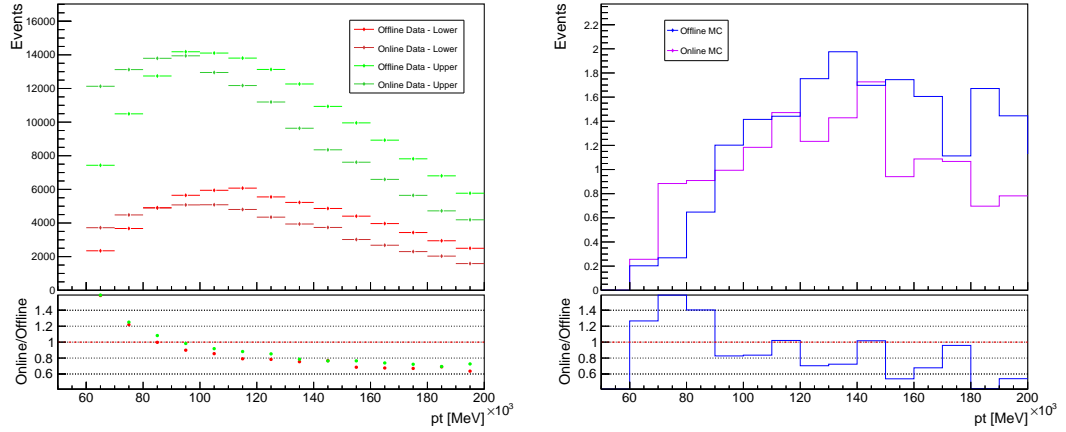 Events
16000
14000
12000
10000
8000
6000
4000
2000
0
Offline Data - Lower
Online Data - Lower
Offline Data - Upper
Online Data - Upper
Online/Offline
1.4
1.2
1
0.8
0.6
60 80 100 120 140 160 180 200
×10³
pt [MeV]
Events
2.2
2
1.8
1.6
1.4
1.2
1
0.8
0.6
0.4
0.2
0
Offline MC
Online MC
Online/Offline
1.4
1.2
1
0.8
0.6
60 80 100 120 140 160 180 200
×10³
pt [MeV]